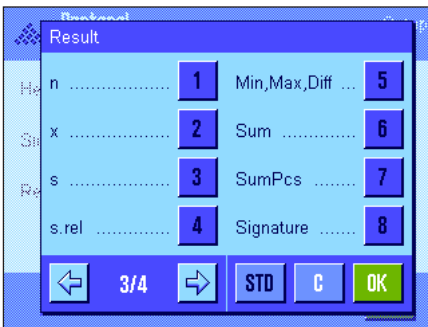 Protocol
Result
n ................... 1 Min,Max,Diff ... 5
x .................. 2 Sum ............. 6
s .................. 3 SumPcs ....... 7
s.rel .............. 4 Signature ...... 8
3/4 STD C OK